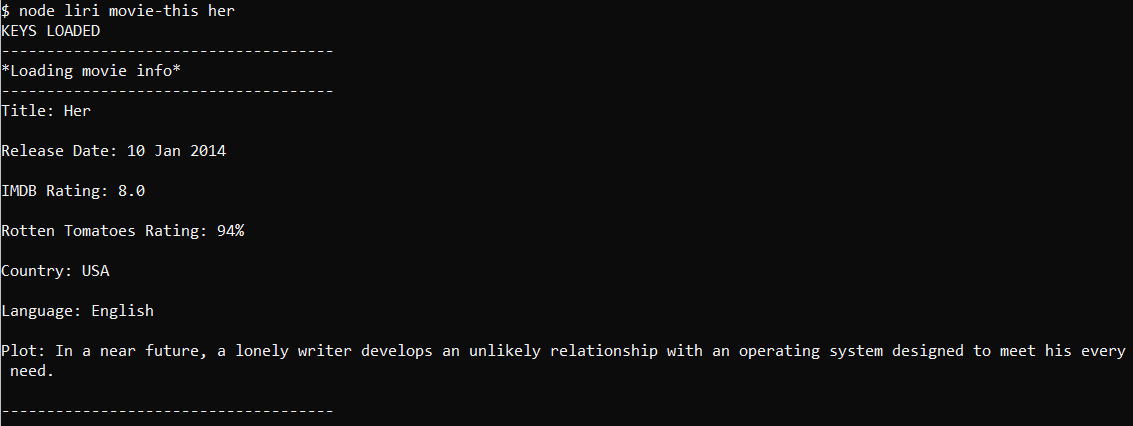 $ node liri movie-this her
KEYS LOADED
-------------------------------------
*Loading movie info*
-------------------------------------
Title: Her
Release Date: 10 Jan 2014
IMDB Rating: 8.0
Rotten Tomatoes Rating: 94%
Country: USA
Language: English
Plot: In a near future, a lonely writer develops an unlikely relationship with an operating system designed to meet his every
need.
-------------------------------------